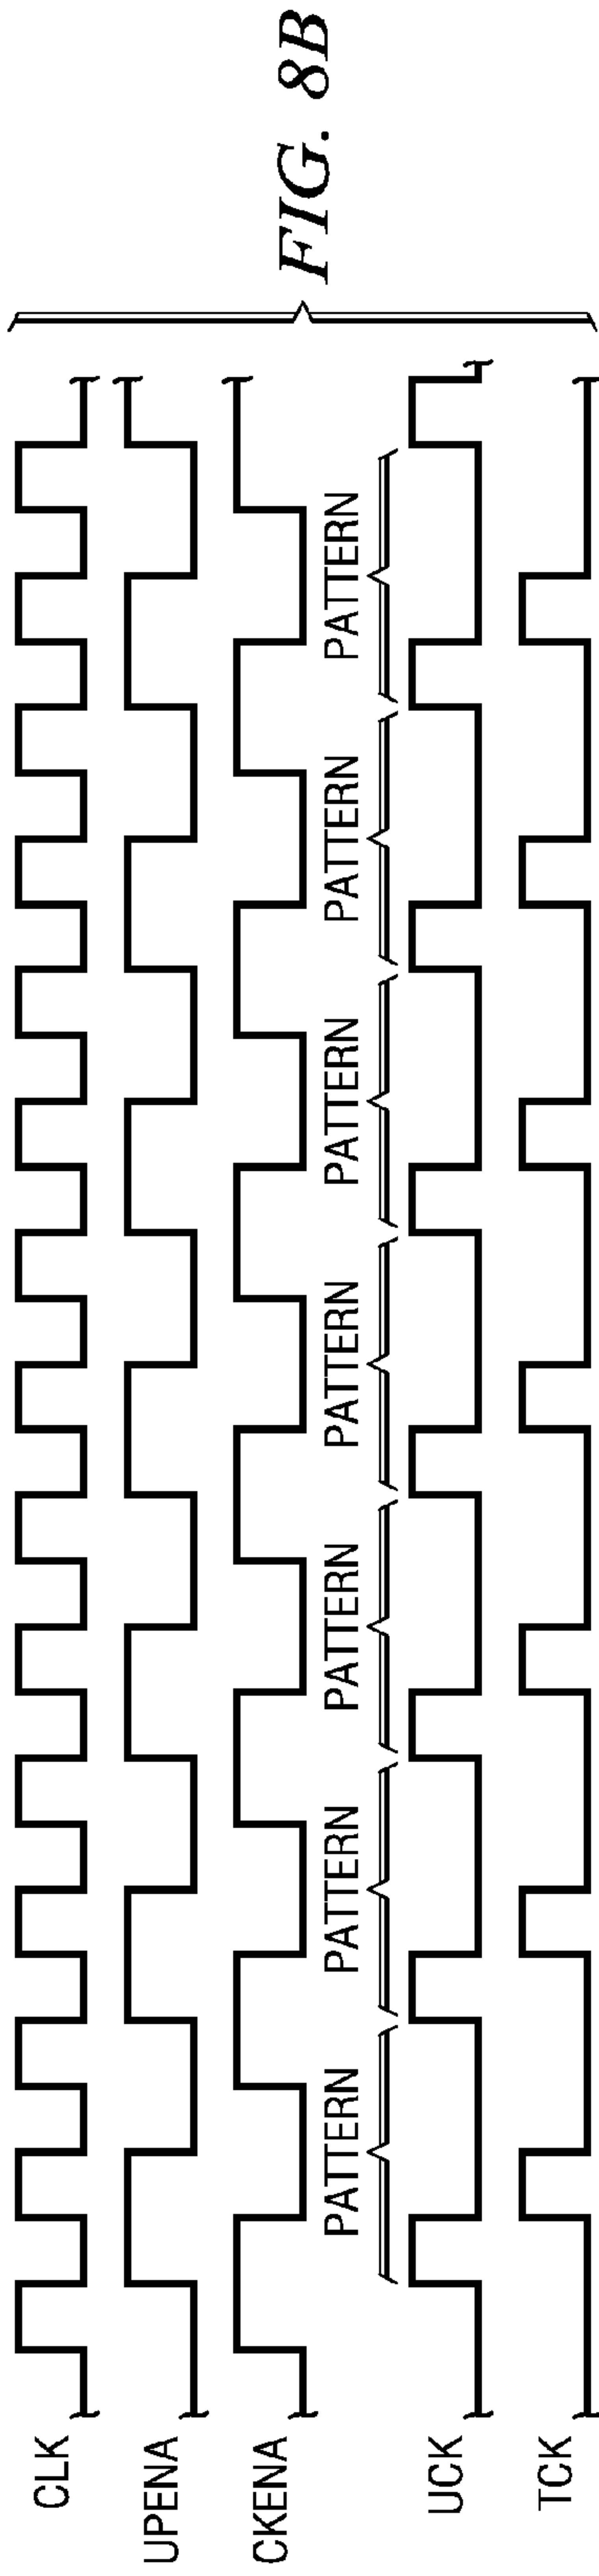 CLK
UPENA
CKENA
PATTERN PATTERN PATTERN PATTERN PATTERN PATTERN PATTERN
UCK
TCK
FIG. 8B